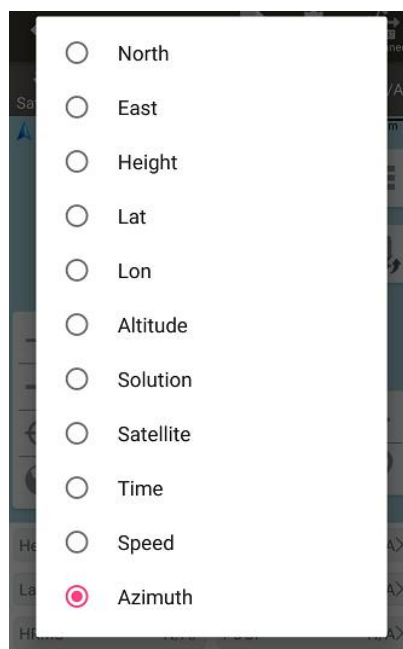 North
East
Height
Lat
Lon
Altitude
Solution
Satellite
Time
Speed
Azimuth